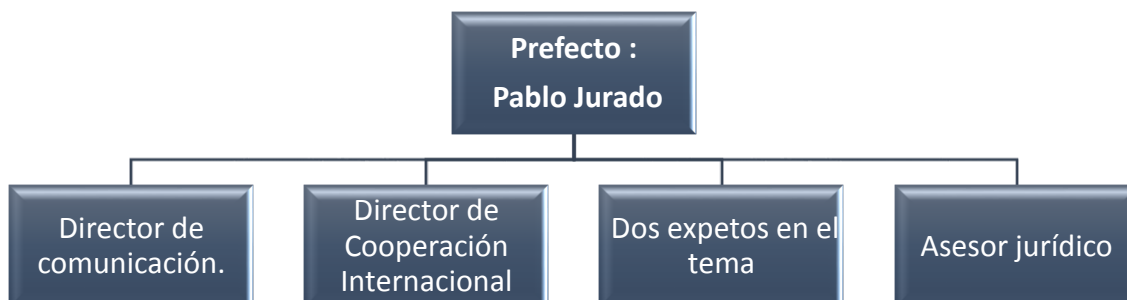 Prefecto :
Pablo Jurado
Director de
comunicación.
Director de
Cooperación
Internacional
Dos expetos en el
tema
Asesor jurídico